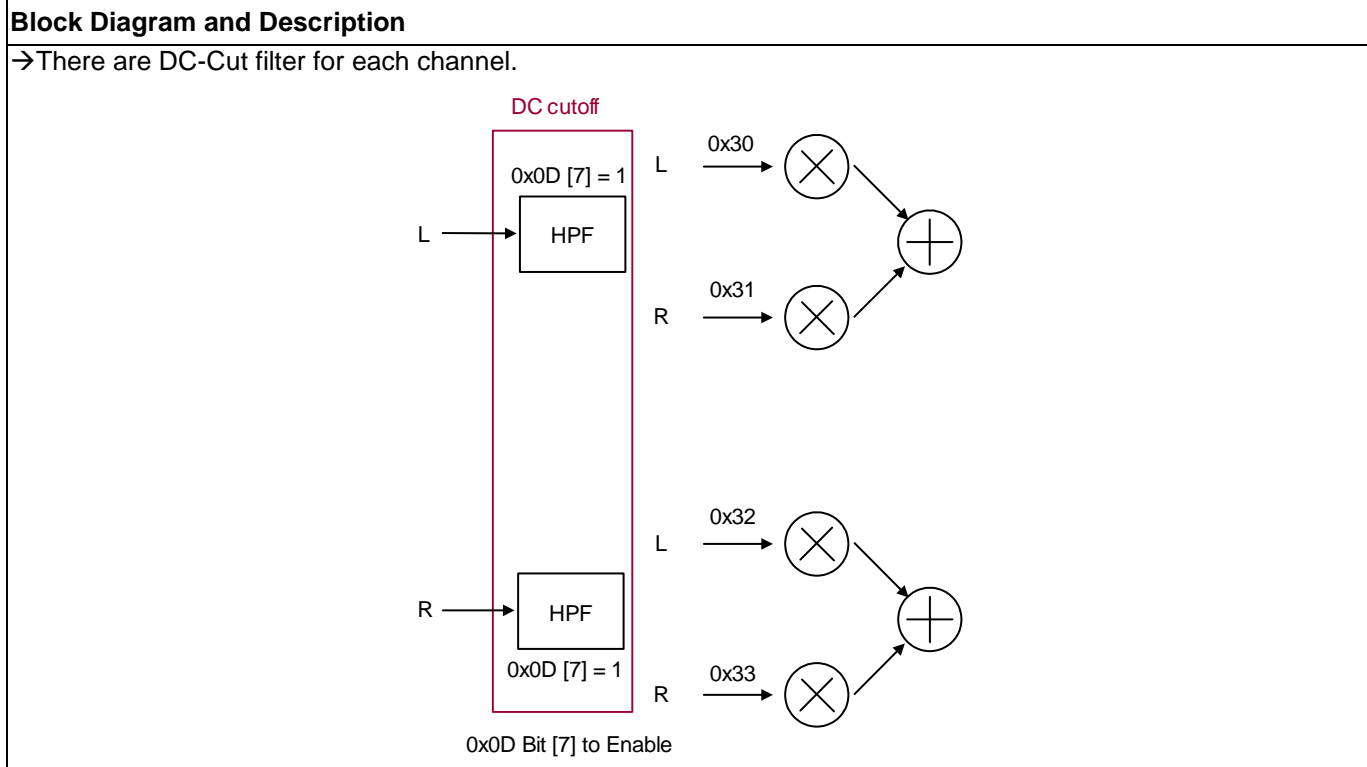 Block Diagram and Description
→There are DC-Cut filter for each channel.
DC cutoff
0x30
L
0x0D [7] = 1
L
HPF
0x31
R
0x32
L
R
HPF
0x0D [7] = 1
0x33
R
0x0D Bit [7] to Enable